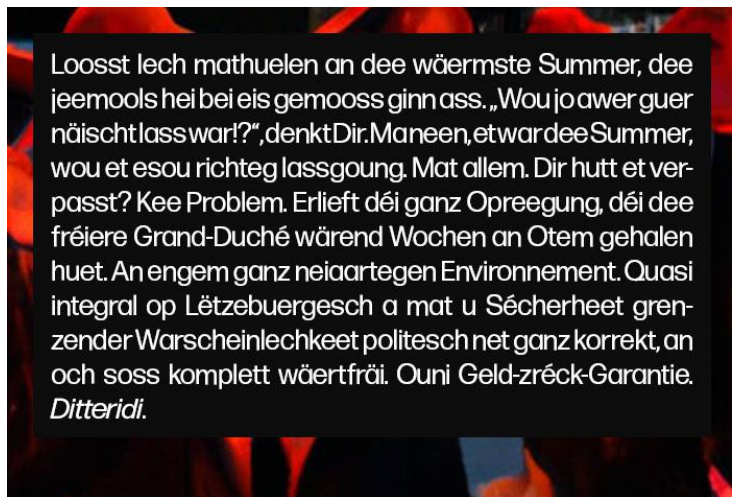 Loosst Iech mathuelen an dee wäermste Summer, dee
jeemools hei bei eis gemooss ginn ass. „Wou jo awer guer
näischt lass war!?“, denkt Dir. Ma neen, et war dee Summer,
wou et esou richteg lassgoung. Mat allem. Dir hutt et ver-
passt? Kee Problem. Erlieft déi ganz Opreegung, déi dee
fréiere Grand-Duché wärend Wochen an Otem gehalen
huet. An engem ganz neiaartegen Environnement. Quasi
integral op Lëtzebuergesch a mat u Sécherheet gren-
zender Warscheinlechkeet politesch net ganz korrekt, an
och soss komplett wäertfräi. Ouni Geld-zréck-Garantie.
Ditteridi.